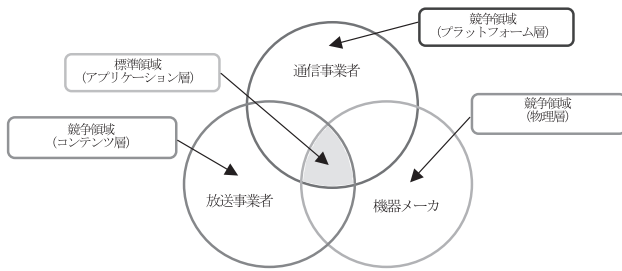 競争領域
（プラットフォーム層）
標準領域
（アプリケーション層）
通信事業者
競争領域
（物理層）
競争領域
（コンテンツ層）
放送事業者
機器メーカ